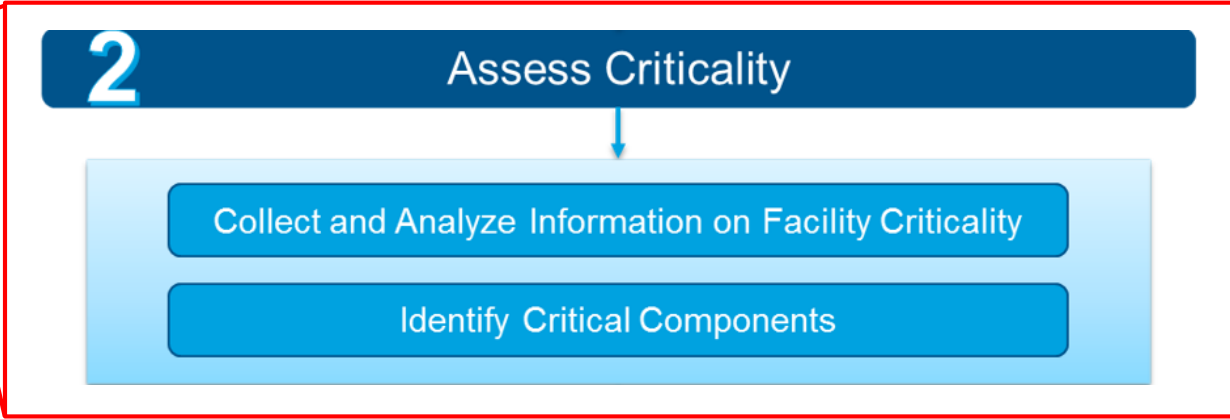 2 Assess Criticality
Collect and Analyze Information on Facility Criticality
Identify Critical Components